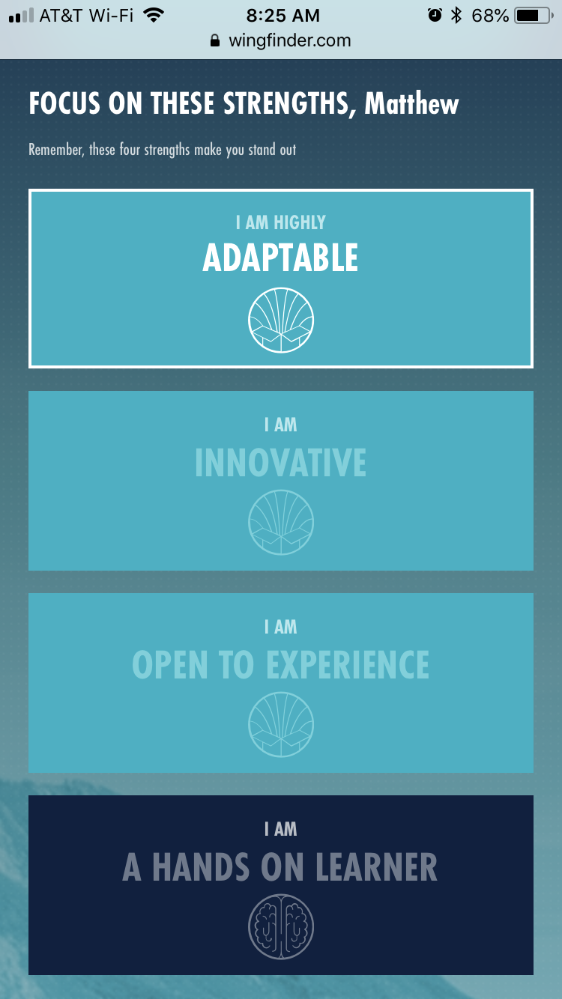 AT&T Wi-Fi 8:25 AM 68%
wingfinder.com
FOCUS ON THESE STRENGTHS, Matthew
Remember, these four strengths make you stand out
I AM HIGHLY
ADAPTABLE
I AM
INNOVATIVE
I AM
OPEN TO EXPERIENCE
I AM
A HANDS ON LEARNER